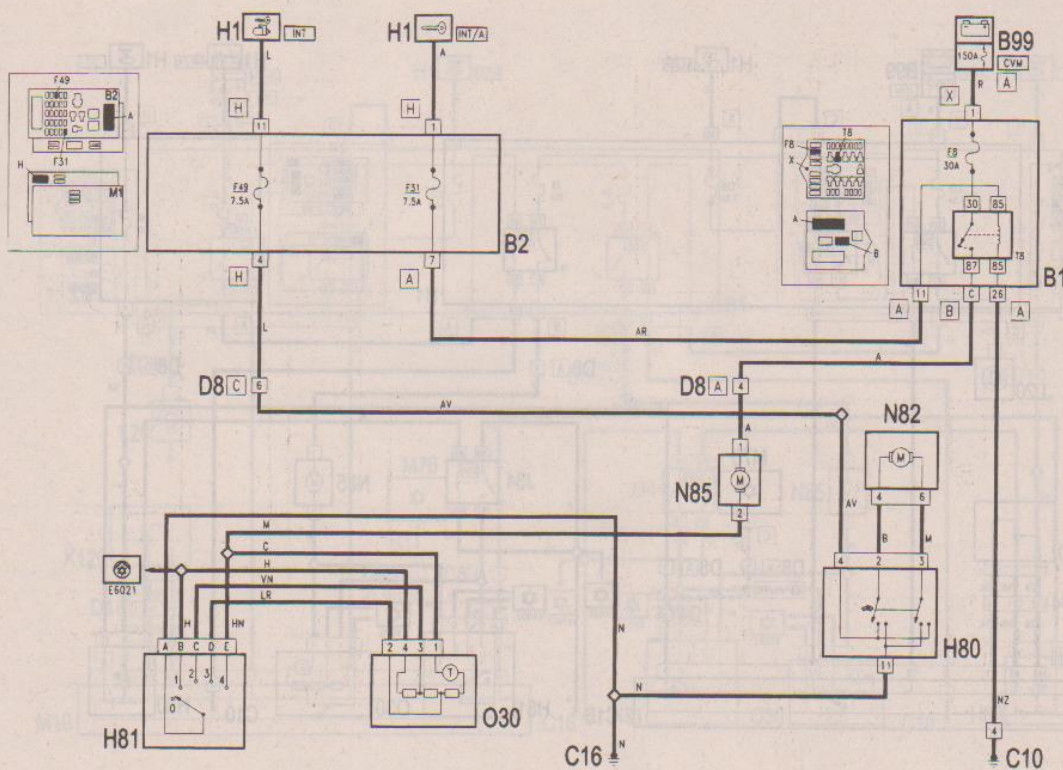 H1 INT
H1 INT/A
B99
150A CVM
L
A
R A
H
H
X
11
1
1
F49
B2
A
F31
H
M1
F49
7.5A
F31
7.5A
B2
T8
F8
X
A
B
F8
30A
30 85
T8
87 85
B1
4
7
H
A
11 C 26
A B A
L
AR
A
D8 C 6
D8 A 4
AV
A
N82
M
1
N85 M
2
4 6
AV
B M
M
C
H
VN
LR
E6021
H HN
4 2 3
H80
11
A B C D E
2 4 3 1
1 2 3 4
0
T
H81
O30
N
N
NZ
C16 N
4
C10